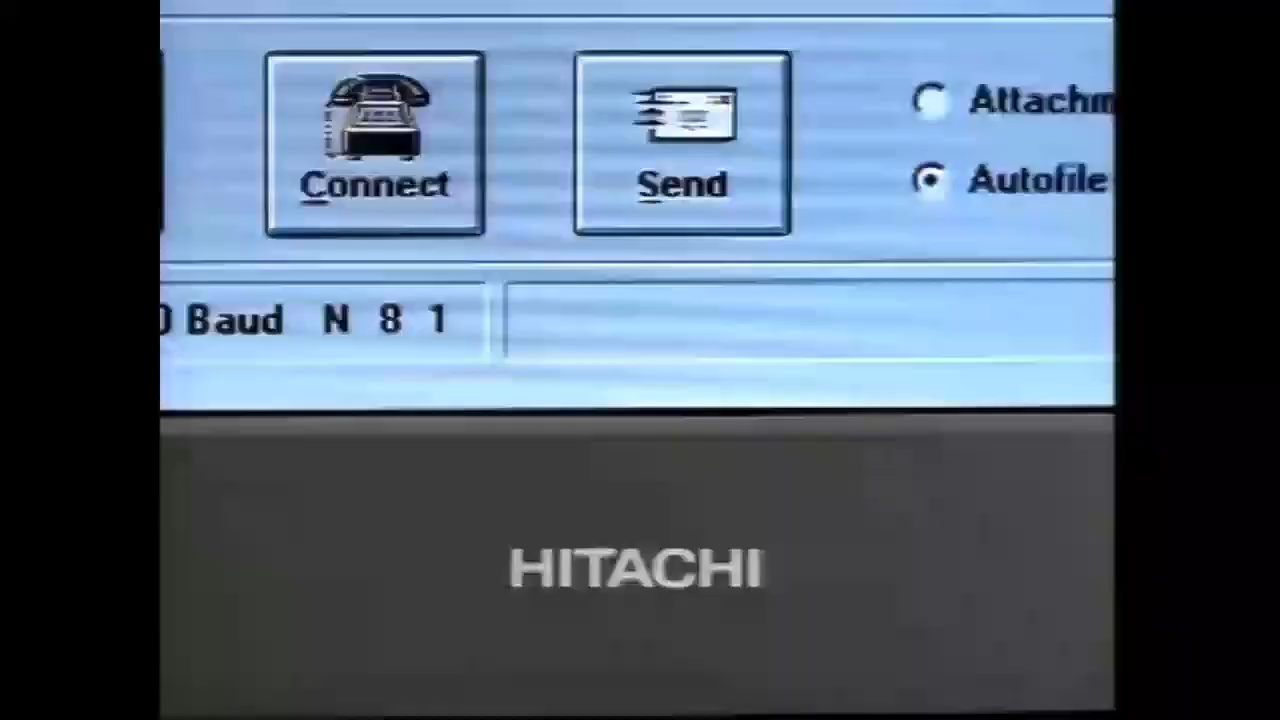 Attachm
Connect
Send
Autofile
Baud N 8 1
HITACHI